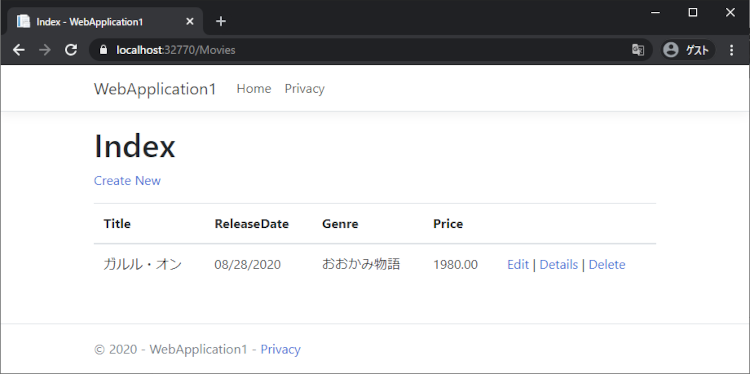 Index - WebApplication1
localhost:32770/Movies
ゲスト
WebApplication1 Home Privacy
Index
Create New
Title ReleaseDate Genre Price
ガルル・オン 08/28/2020 おおかみ物語 1980.00 Edit | Details | Delete
© 2020 - WebApplication1 - Privacy